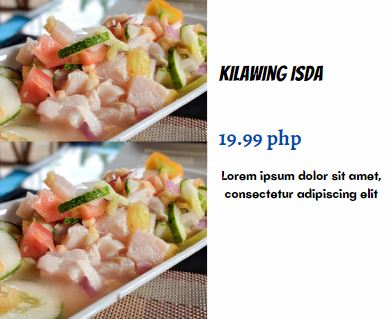 KILAWING ISDA
19.99 php
Lorem ipsum dolor sit amet,
consectetur adipiscing elit